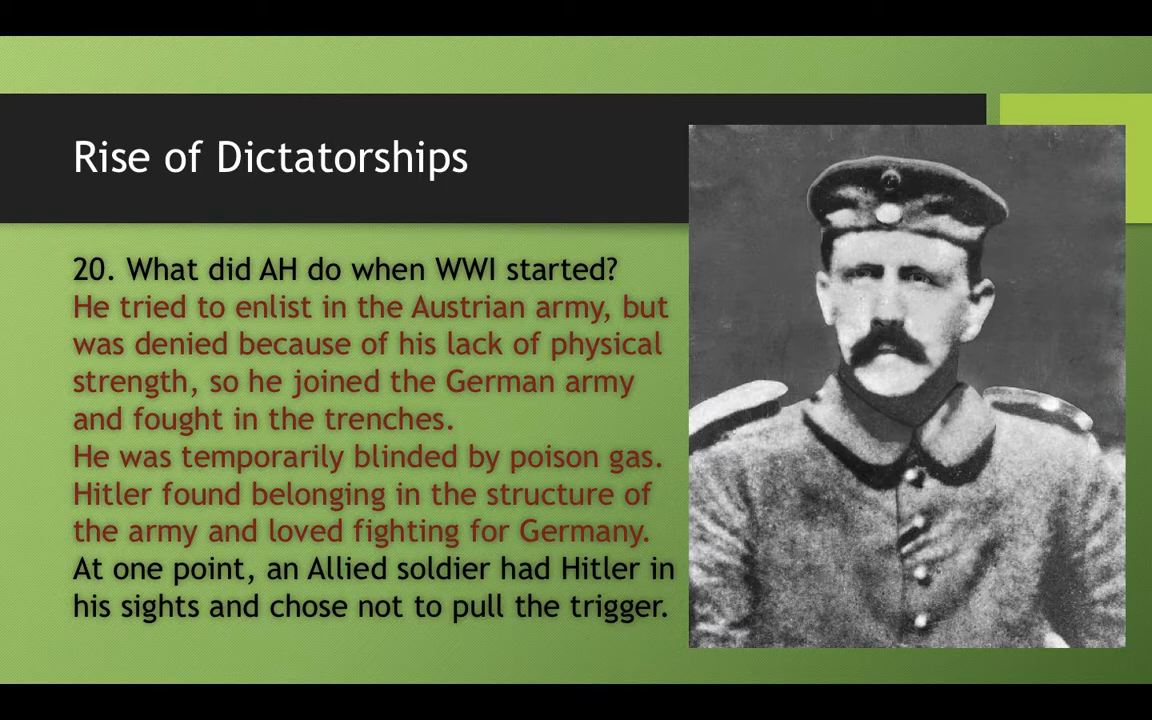 Rise of Dictatorships
20. What did AH do when WWI started?
He tried to enlist in the Austrian army, but
was denied because of his lack of physical
strength, so he joined the German army
and fought in the trenches.
He was temporarily blinded by poison gas.
Hitler found belonging in the structure of
the army and loved fighting for Germany.
At one point, an Allied soldier had Hitler in
his sights and chose not to pull the trigger.